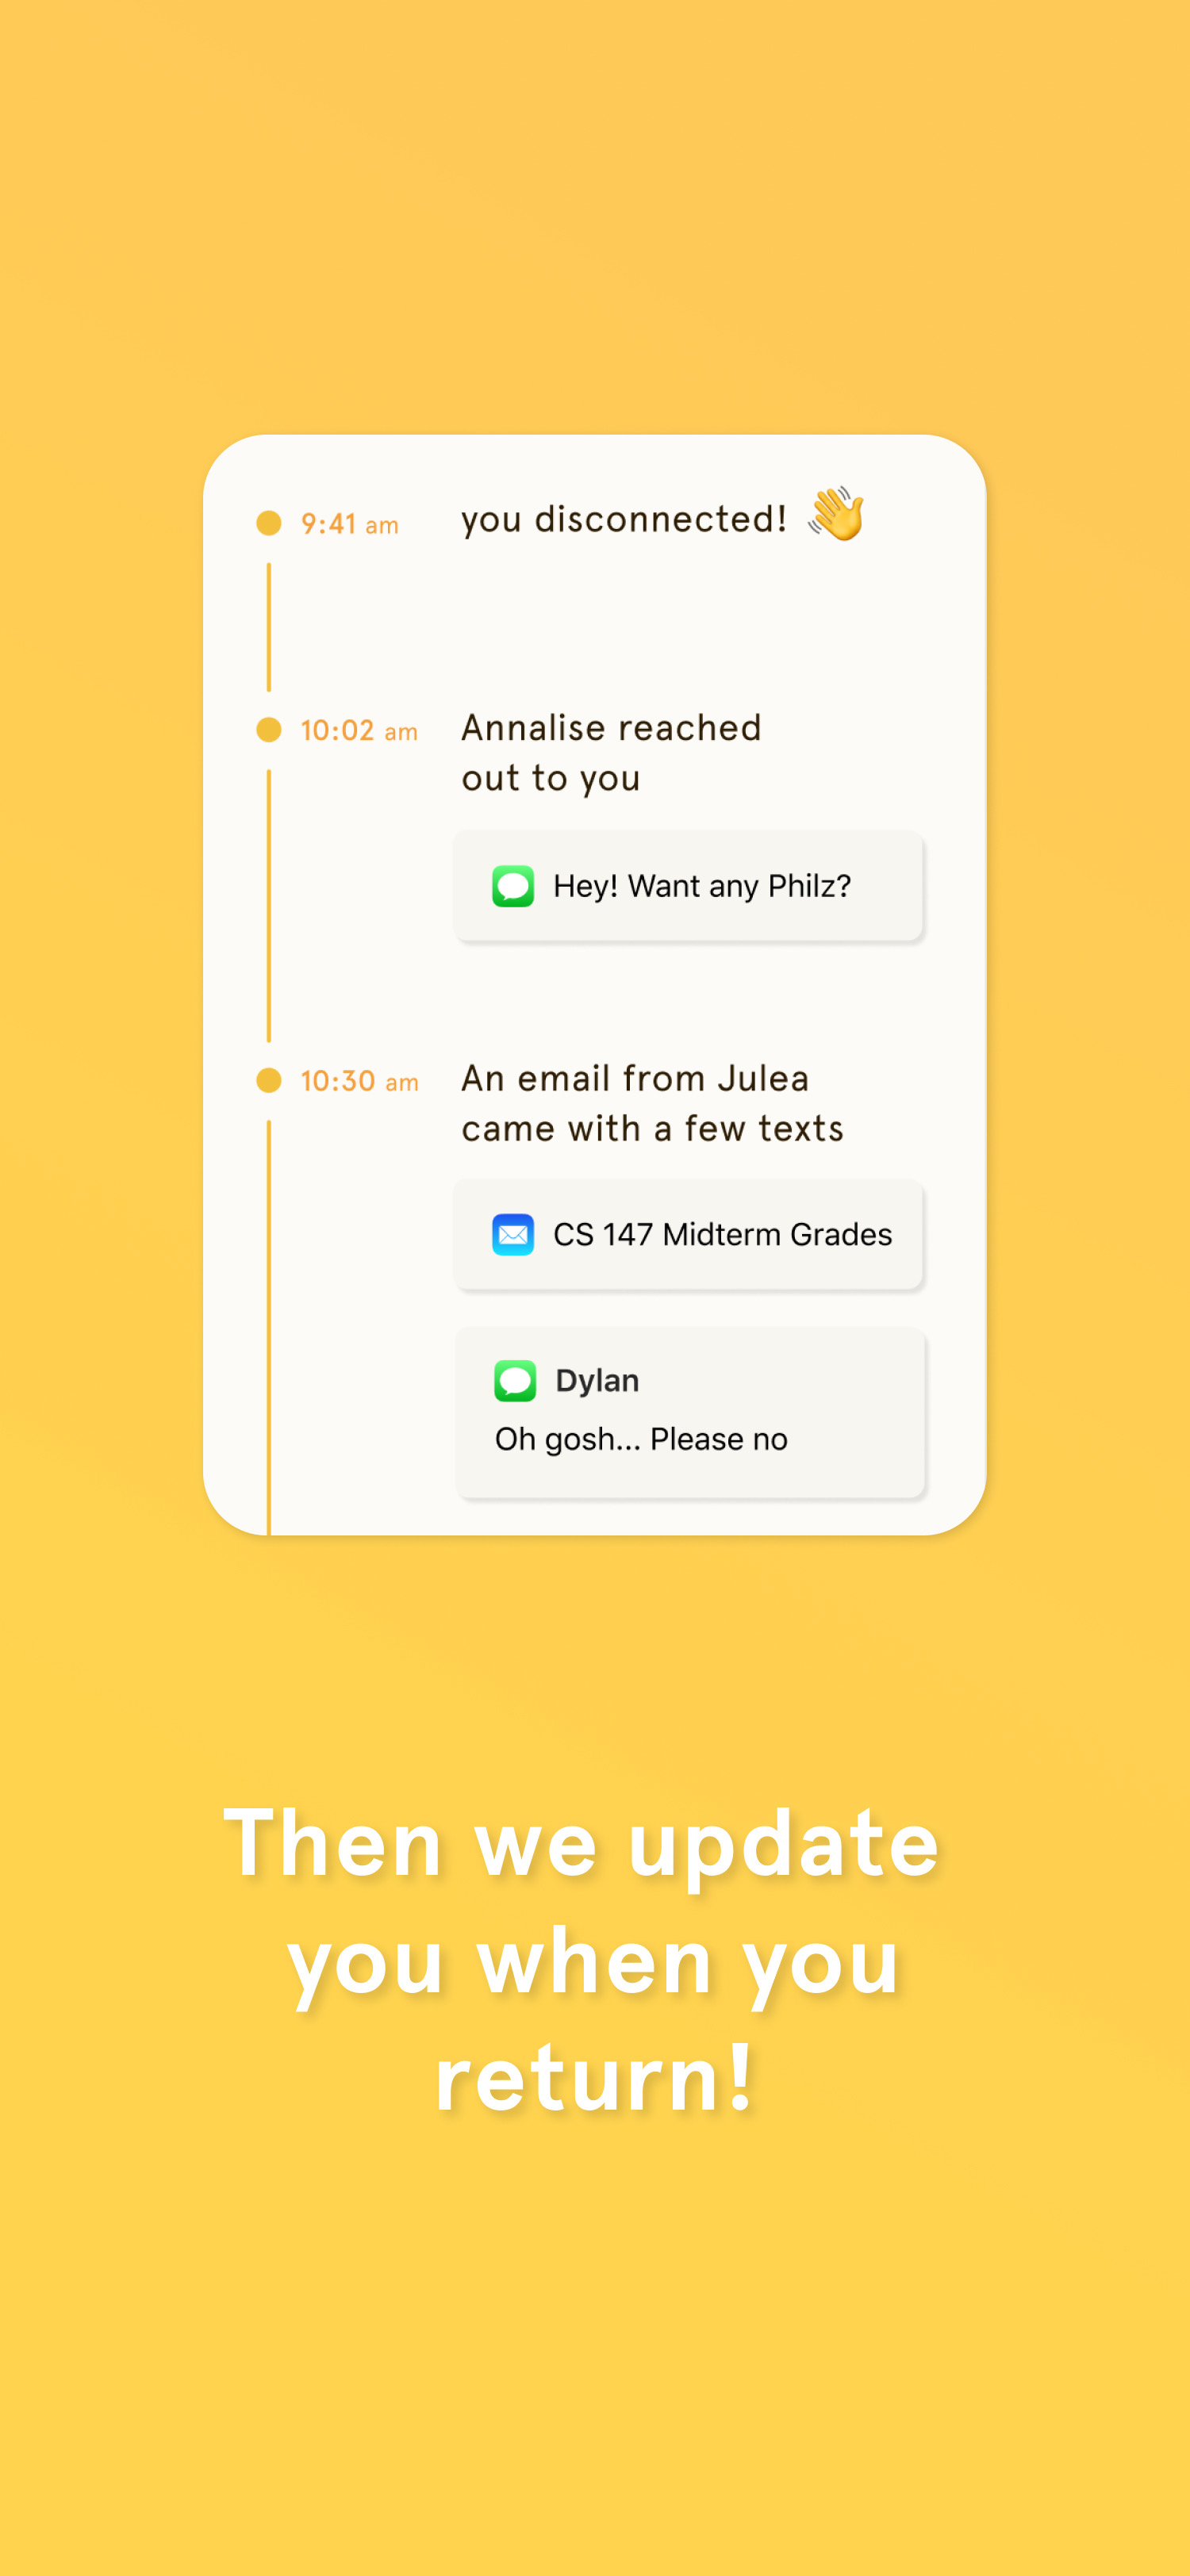 9:41 am you disconnected! 👋
10:02 am Annalise reached
out to you
Hey! Want any Philz?
10:30 am An email from Julea
came with a few texts
CS 147 Midterm Grades
Dylan
Oh gosh... Please no
Then we update
you when you
return!